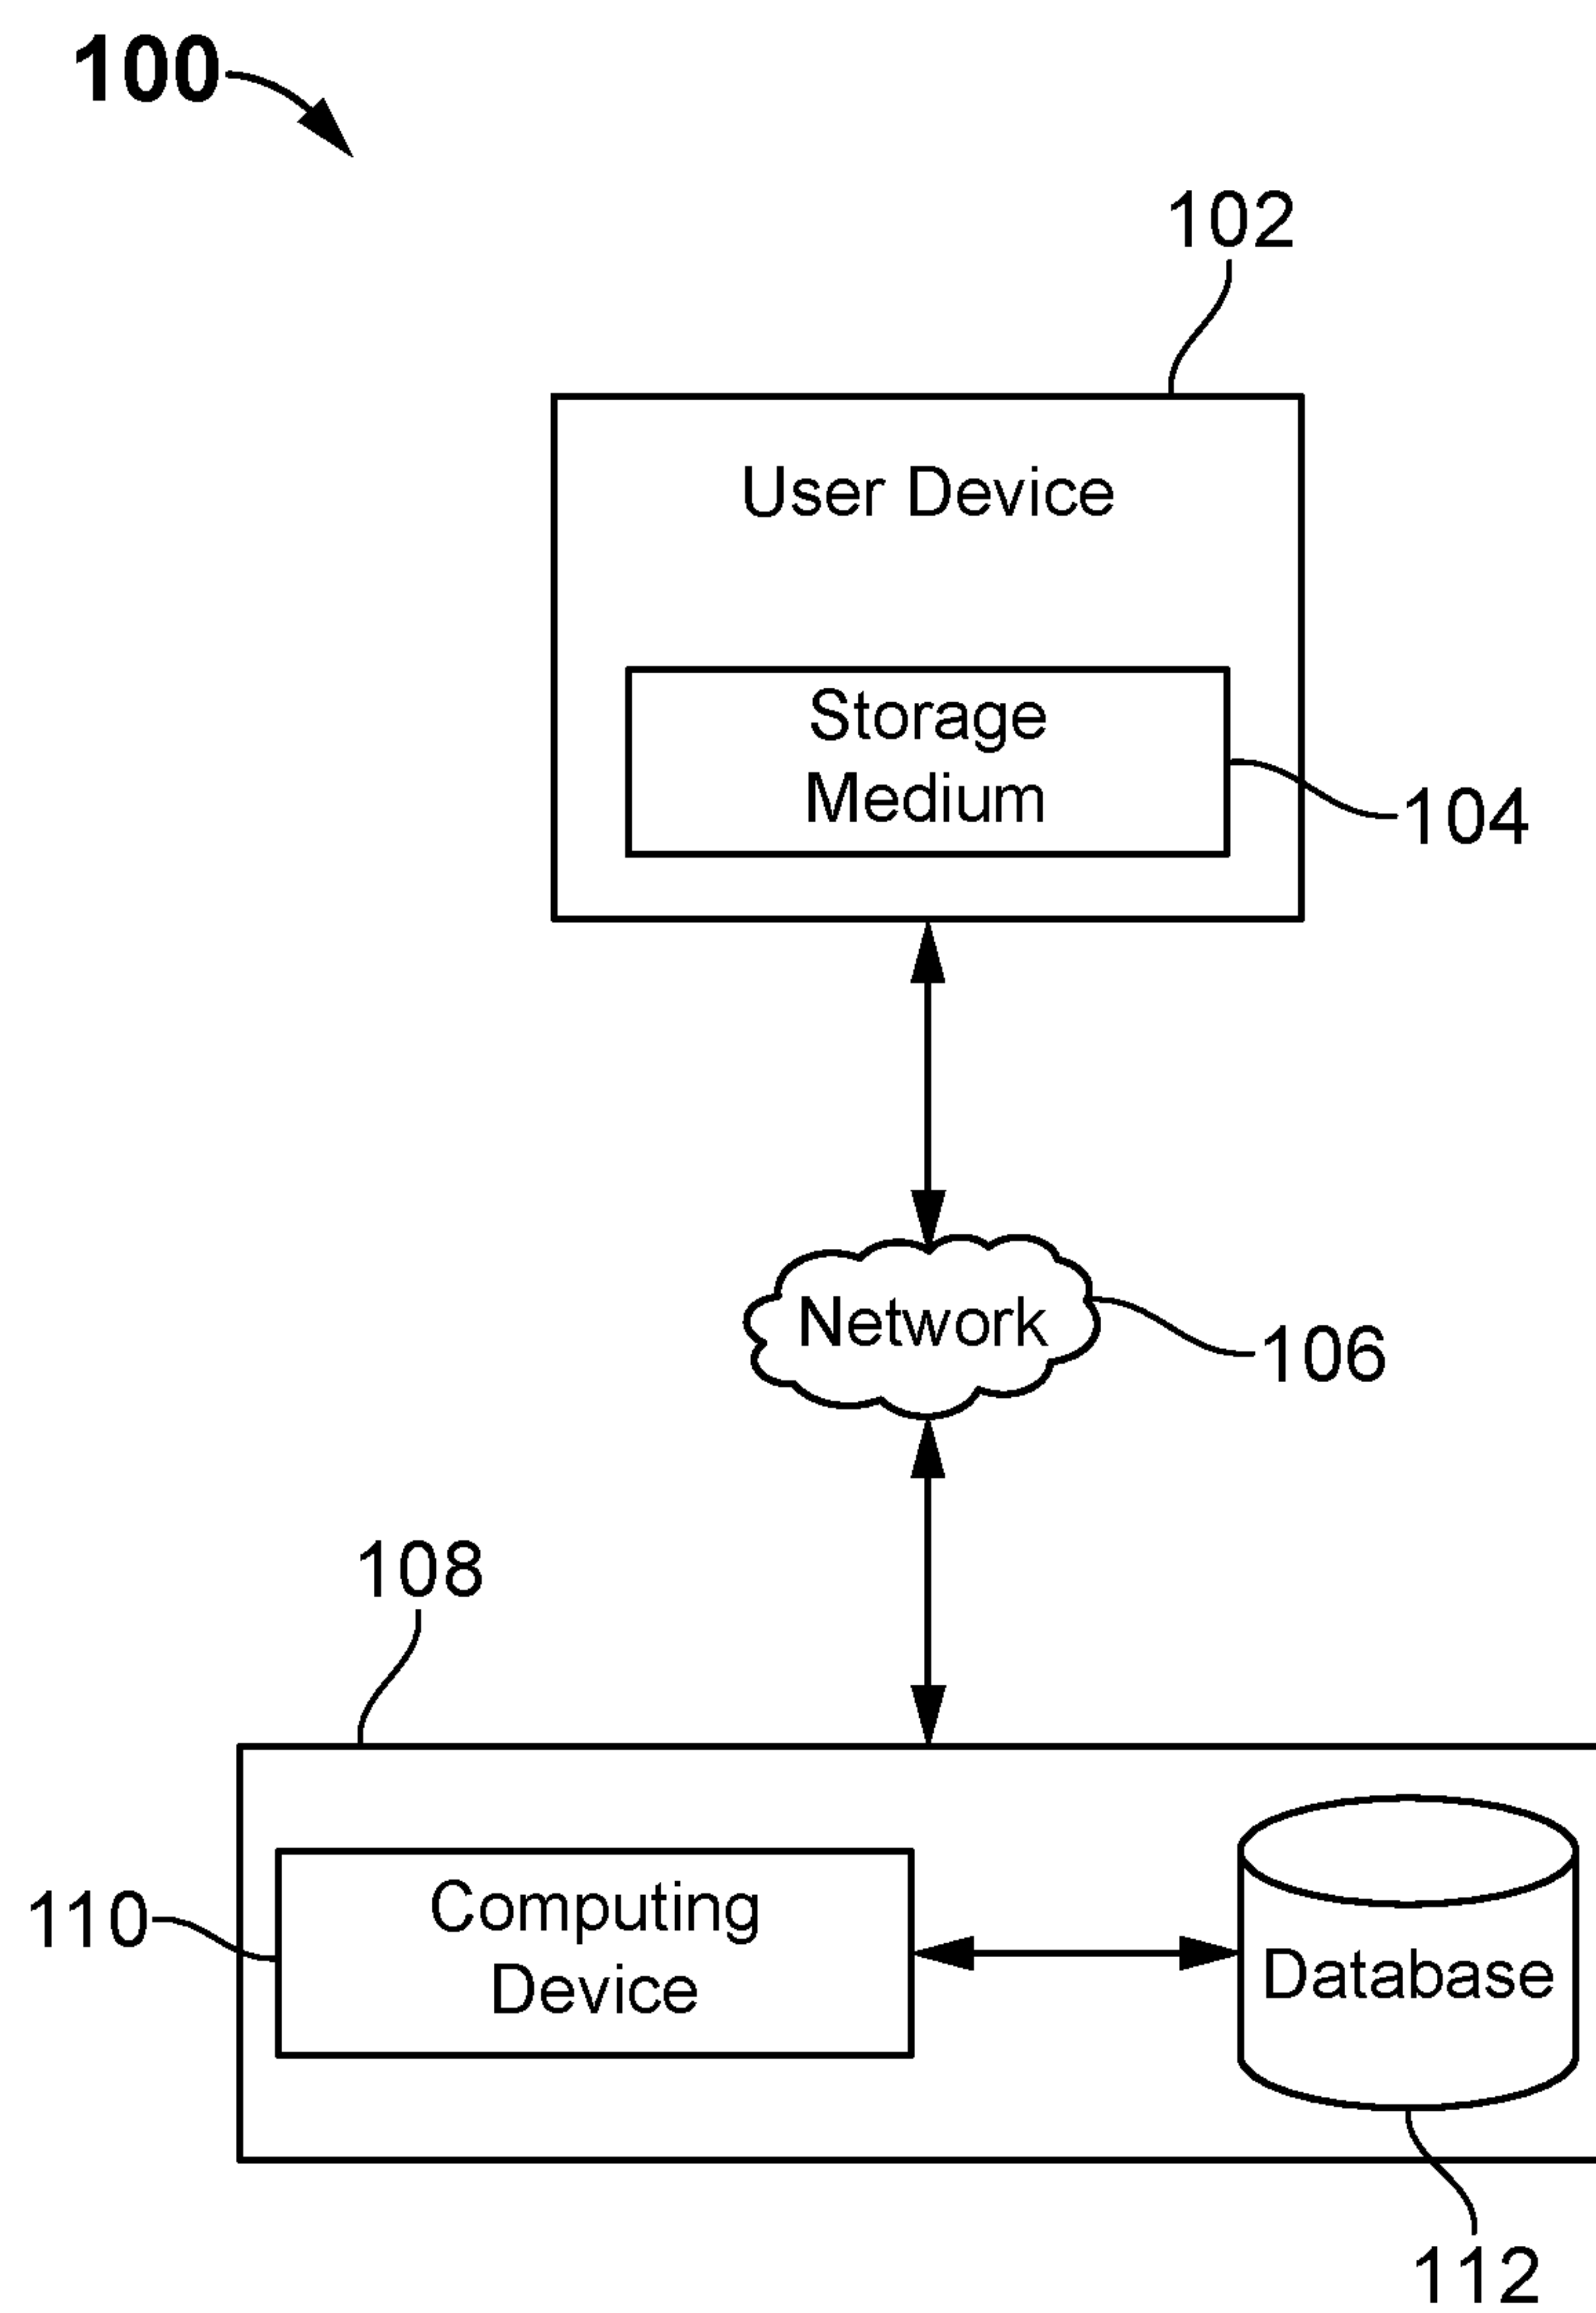 100
102
User Device
Storage
Medium
104
Network
106
108
110
Computing
Device
Database
112